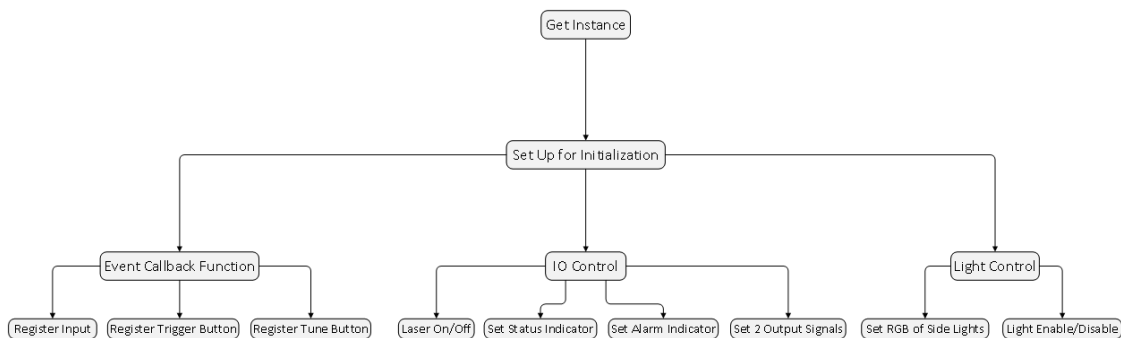 Get Instance
Set Up for Initialization
Event Callback Function
IO Control
Light Control
Register Input
Register Trigger Button
Register Tune Button
Laser On/Off
Set Status Indicator
Set Alarm Indicator
Set 2 Output Signals
Set RGB of Side Lights
Light Enable/Disable